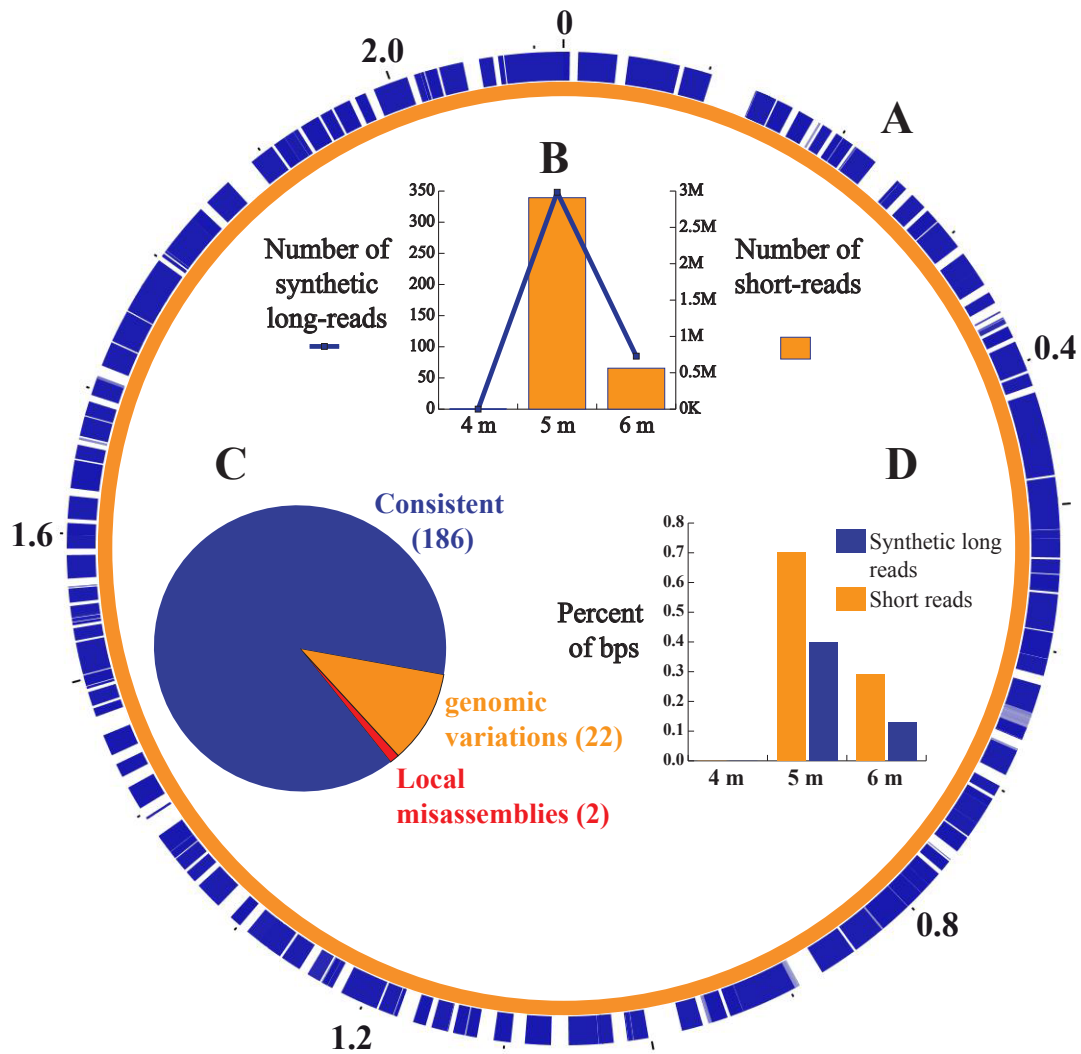 0
2.0
A
B
350
300
250
200
150
100
50
0
3M
2.5M
2M
1.5M
1M
0.5M
0K
4 m
5 m
6 m
Number of
synthetic
long-reads
Number of
short-reads
0.4
C
Consistent
(186)
genomic
variations (22)
Local
misassemblies (2)
D
0.8
0.7
0.6
0.5
0.4
0.3
0.2
0.1
0.0
Synthetic long
reads
Short reads
Percent
of bps
4 m
5 m
6 m
1.6
0.8
1.2